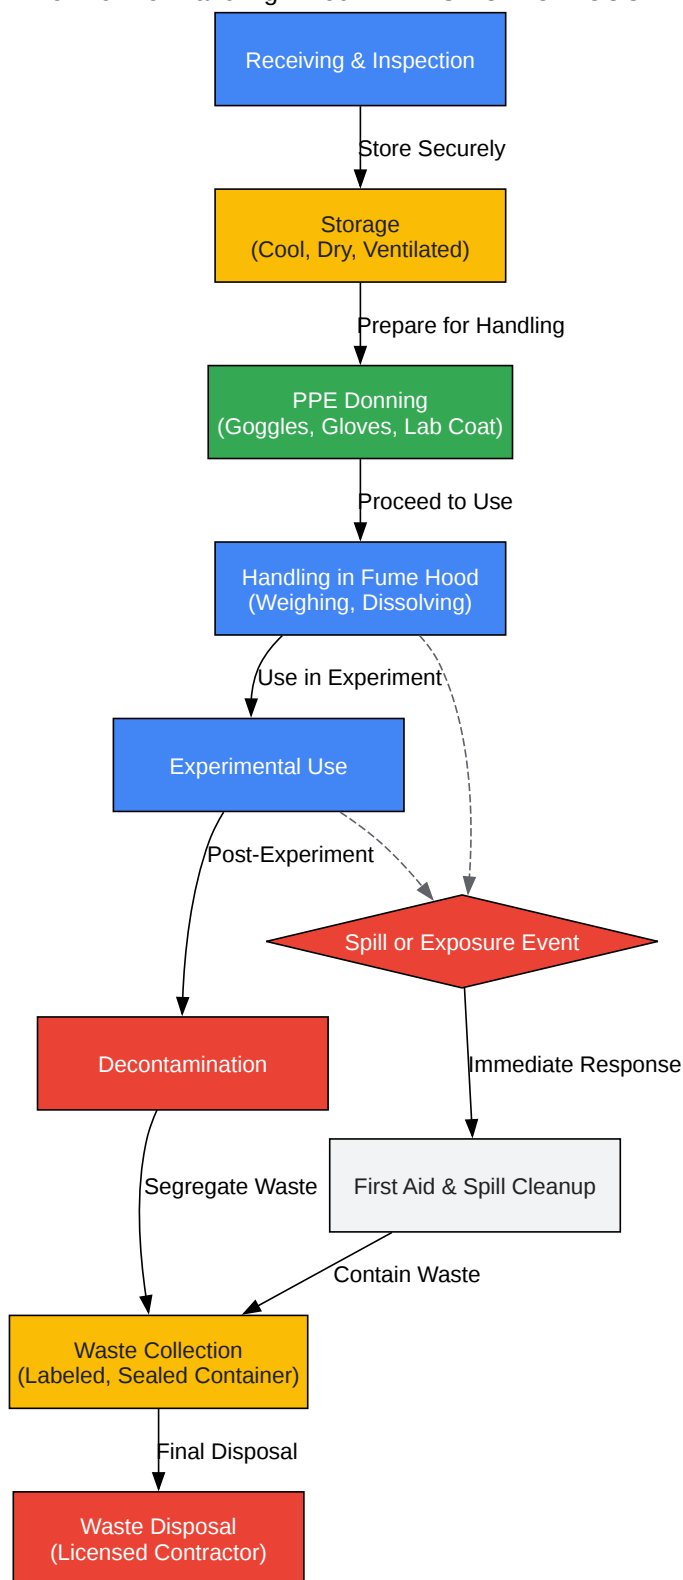 Receiving & Inspection
Store Securely
Storage
(Cool, Dry, Ventilated)
Prepare for Handling
PPE Donning
(Goggles, Gloves, Lab Coat)
Proceed to Use
Handling in Fume Hood
(Weighing, Dissolving)
Use in Experiment
Experimental Use
Post-Experiment
Spill or Exposure Event
Decontamination
Immediate Response
Segregate Waste
First Aid & Spill Cleanup
Contain Waste
Waste Collection
(Labeled, Sealed Container)
Final Disposal
Waste Disposal
(Licensed Contractor)